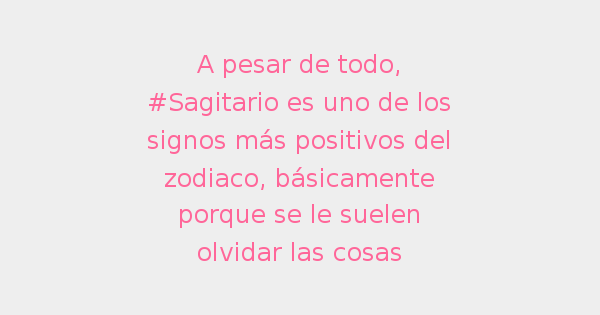 A pesar de todo,
#Sagitario es uno de los
signos más positivos del
zodiaco, básicamente
porque se le suelen
olvidar las cosas